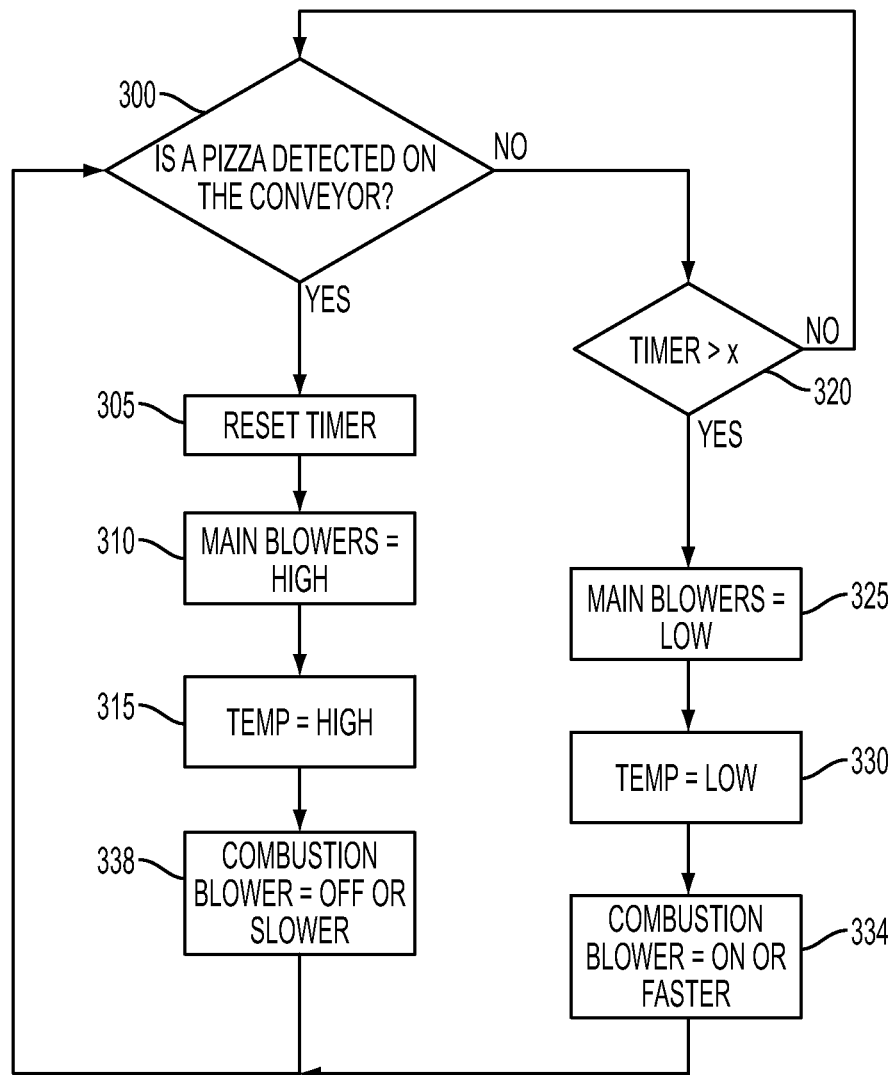 300
IS A PIZZA DETECTED ON
THE CONVEYOR?
NO
YES
TIMER > x
NO
320
YES
305
RESET TIMER
310
MAIN BLOWERS =
HIGH
MAIN BLOWERS =
LOW
325
315
TEMP = HIGH
TEMP = LOW
330
338
COMBUSTION
BLOWER = OFF OR
SLOWER
COMBUSTION
BLOWER = ON OR
FASTER
334